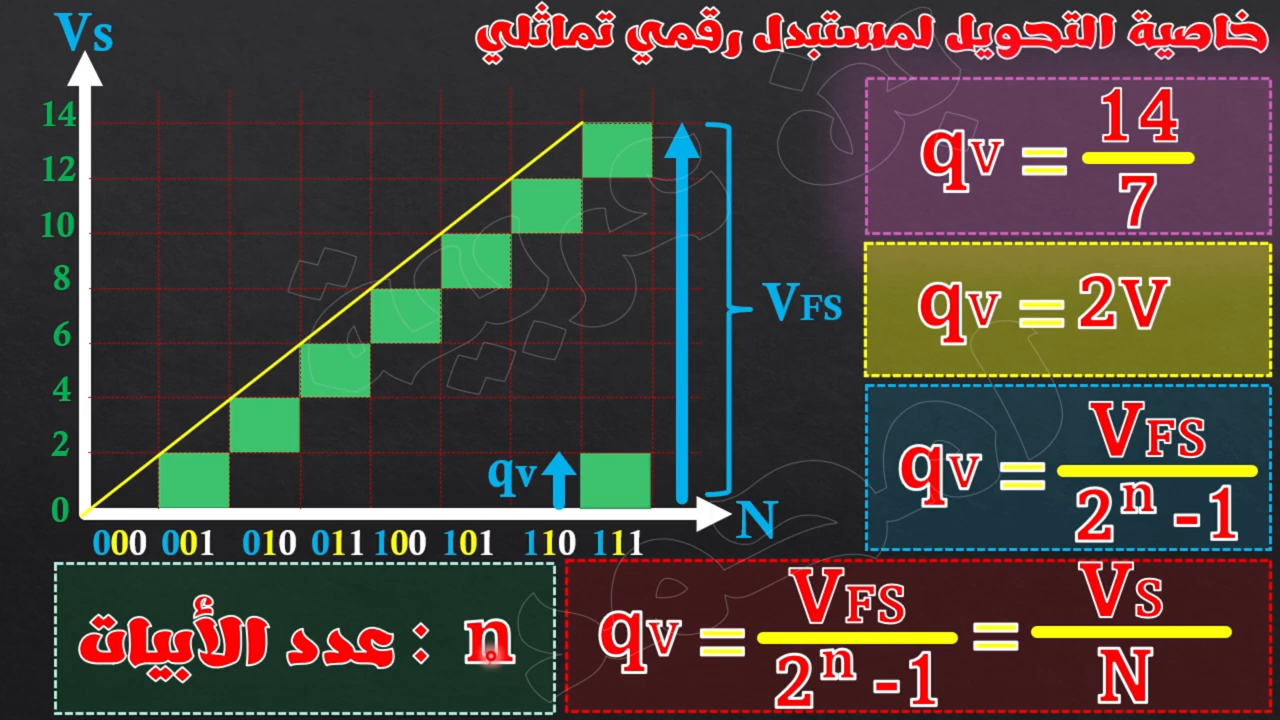 خاصية التحويل لمستبدل رقمي تماثلي
Vs
14
12
10
8
6
4
2
0
000 001 010 011 100 101 110 111
N
qv
VFS
qv = 14/7
qv = 2V
qv = VFS/2ⁿ -1
qv = VFS/2ⁿ -1 = Vs/N
n : عدد الأبيات